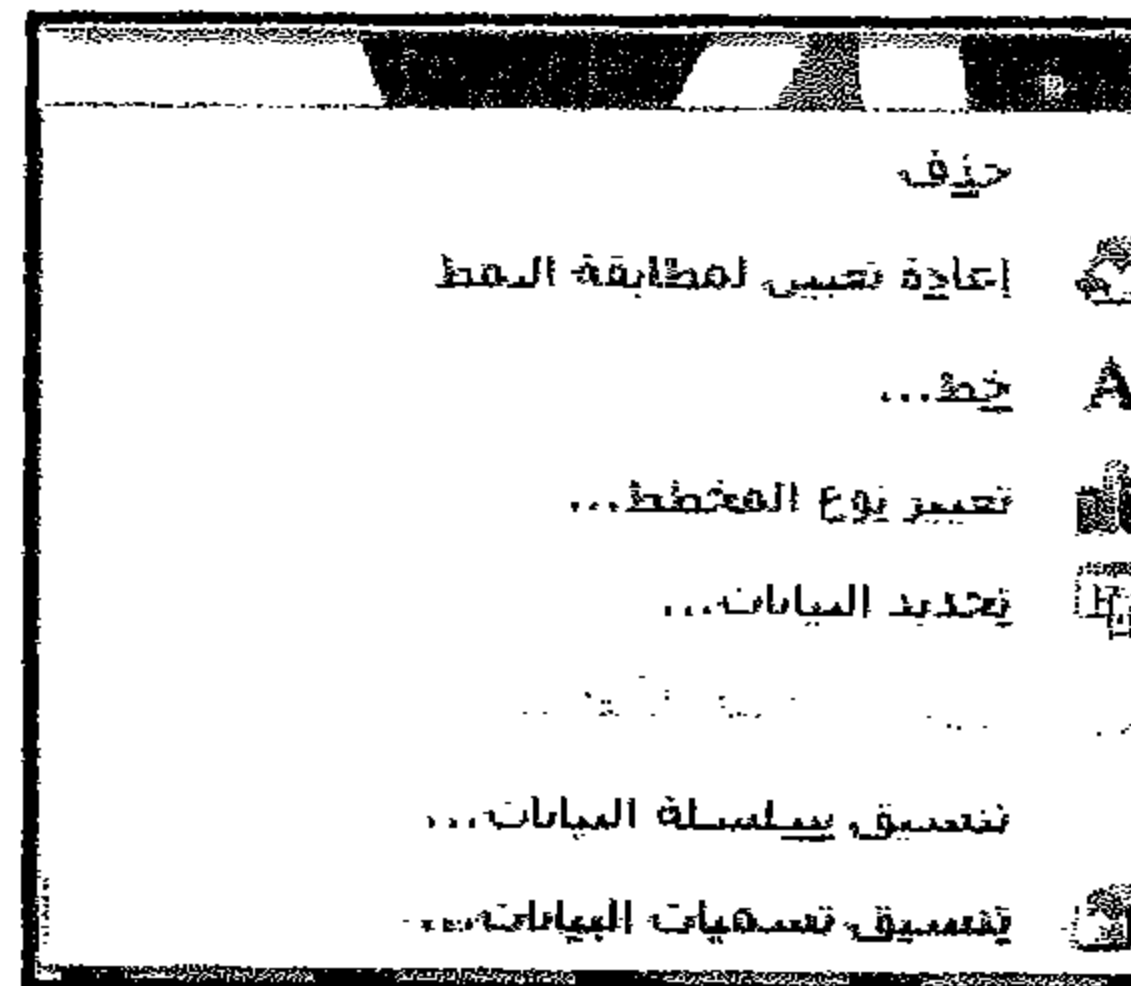 حذف
إعادة تعيين لمطابقة النمط
خط...
تغيير نوع المخطط...
تحديد البيانات...
تنسيق سلسلة البيانات...
تنسيق تسميات البيانات...